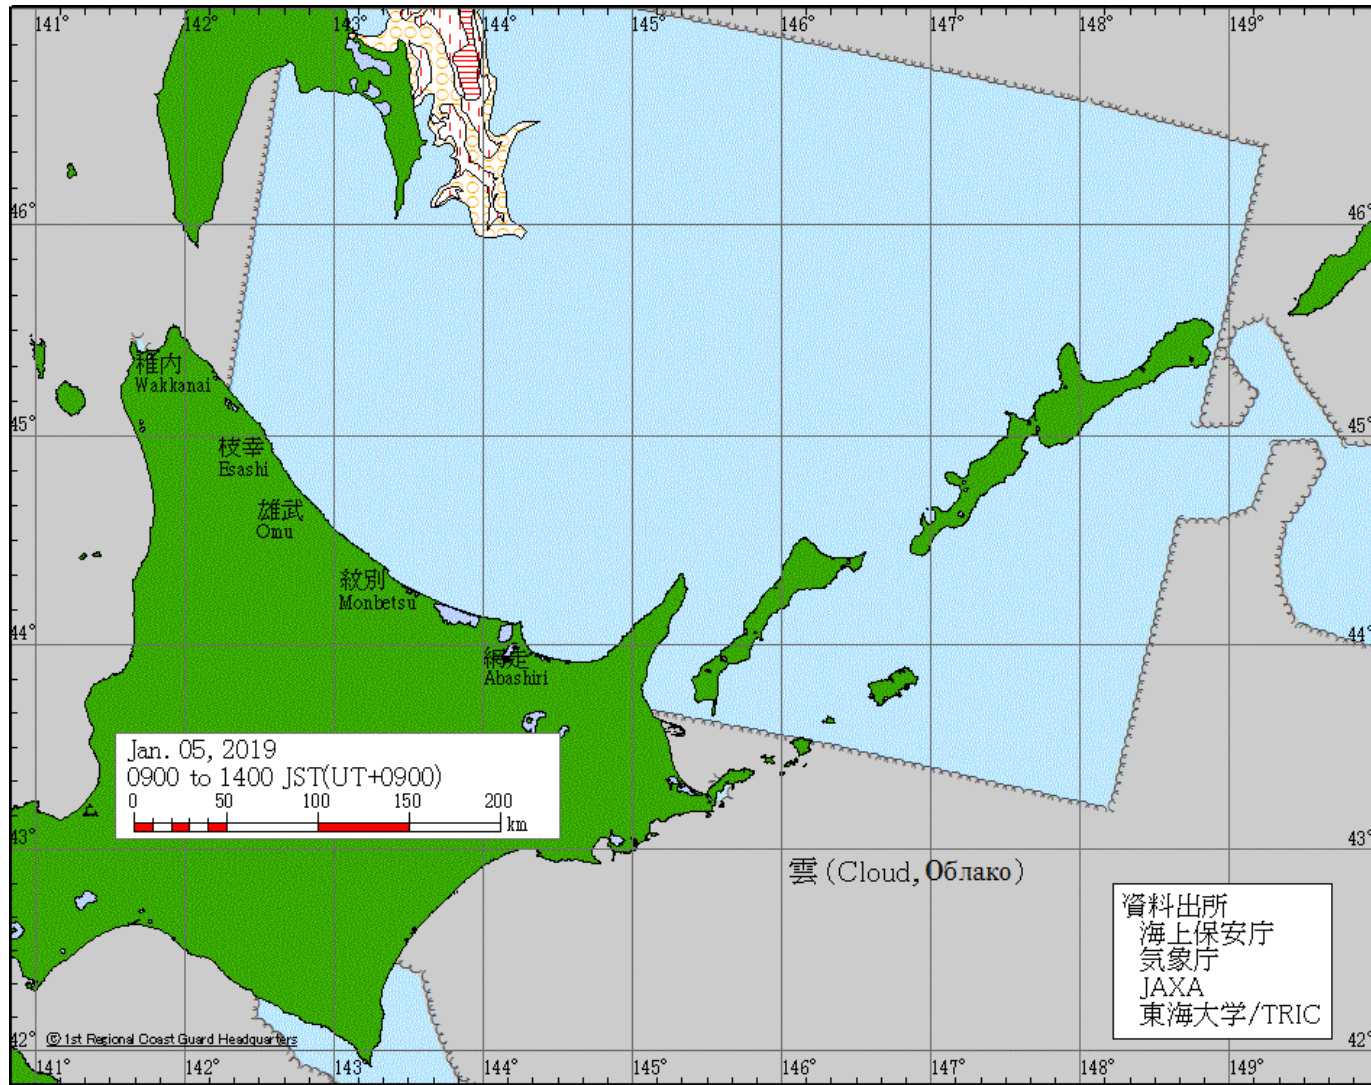 141° 142° 143° 144° 145° 146° 147° 148° 149°
46° 46°
稚内
Wakkanai
45° 45°
枝幸
Esashi
雄武
Omu
紋別
Monbetsu
44° 44°
網走
Abashiri
Jan. 05, 2019
0900 to 1400 JST(UT+0900)
0 50 100 150 200
km
43° 43°
雲(Cloud,Облако)
資料出所
海上保安庁
気象庁
JAXA
東海大学/TRIC
42° 42°
© 1st Regional Coast Guard Headquarters
141° 142° 143° 144° 145° 146° 147° 148° 149°